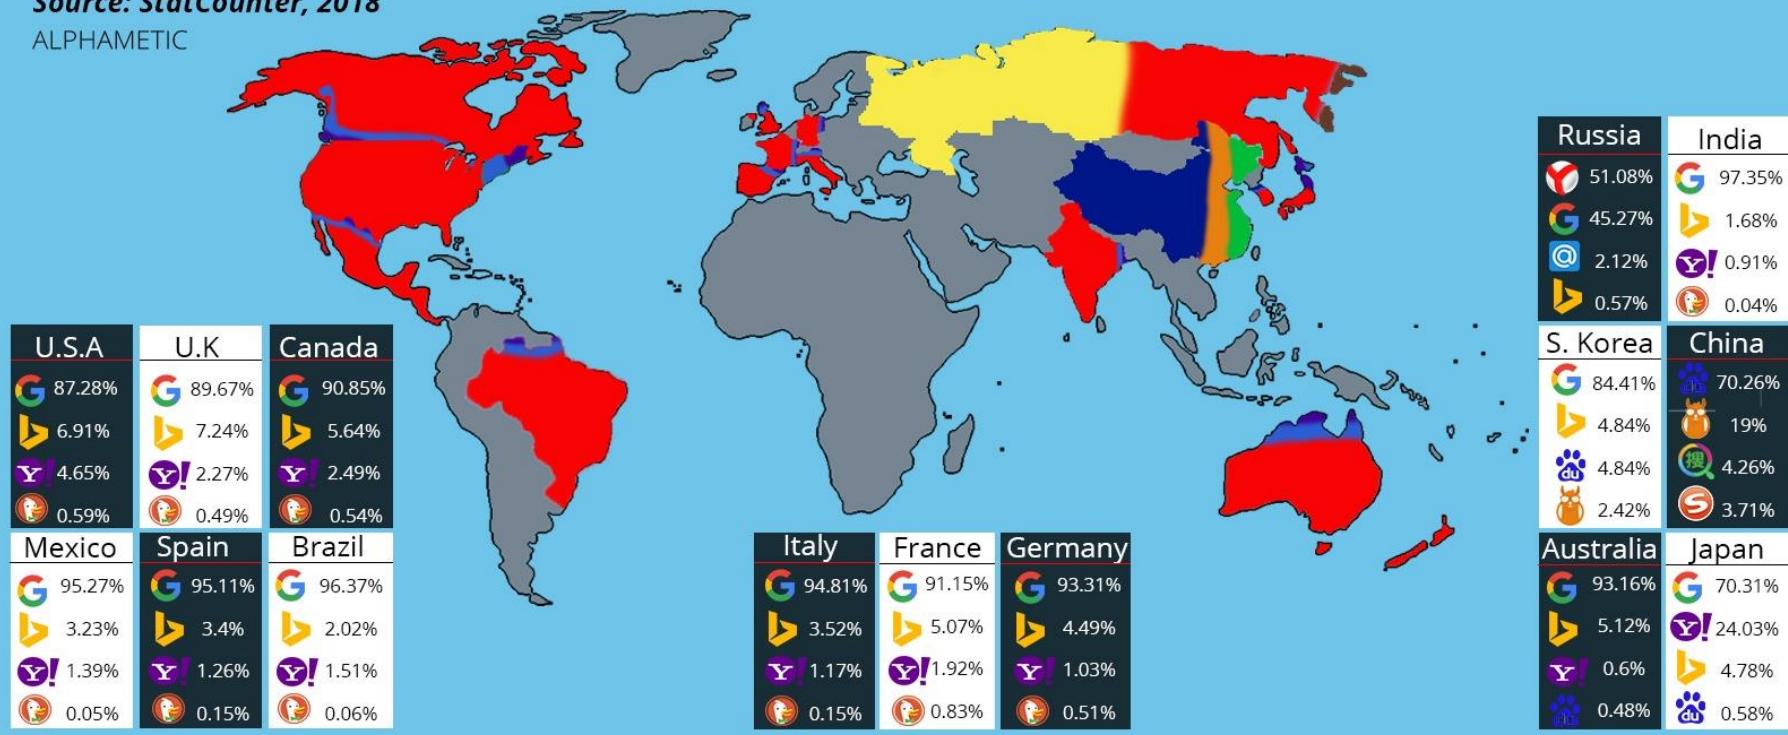 Source: StatCounter, 2018
ALPHAMETIC
Russia
51.08%
45.27%
@ 2.12%
0.57%
India
G 97.35%
1.68%
Y! 0.91%
0.04%
U.S.A
G 87.28%
6.91%
Y! 4.65%
0.59%
U.K
G 89.67%
7.24%
Y! 2.27%
0.49%
Canada
G 90.85%
5.64%
Y! 2.49%
0.54%
S. Korea
G 84.41%
4.84%
du 4.84%
2.42%
China
du 70.26%
19%
搜 4.26%
S 3.71%
Mexico
G 95.27%
3.23%
Y! 1.39%
0.05%
Spain
G 95.11%
3.4%
Y! 1.26%
0.15%
Brazil
G 96.37%
2.02%
Y! 1.51%
0.06%
Italy
G 94.81%
3.52%
Y! 1.17%
0.15%
France
G 91.15%
5.07%
Y! 1.92%
0.83%
Germany
G 93.31%
4.49%
Y! 1.03%
0.51%
Australia
G 93.16%
5.12%
Y! 0.6%
du 0.48%
Japan
G 70.31%
Y! 24.03%
4.78%
du 0.58%